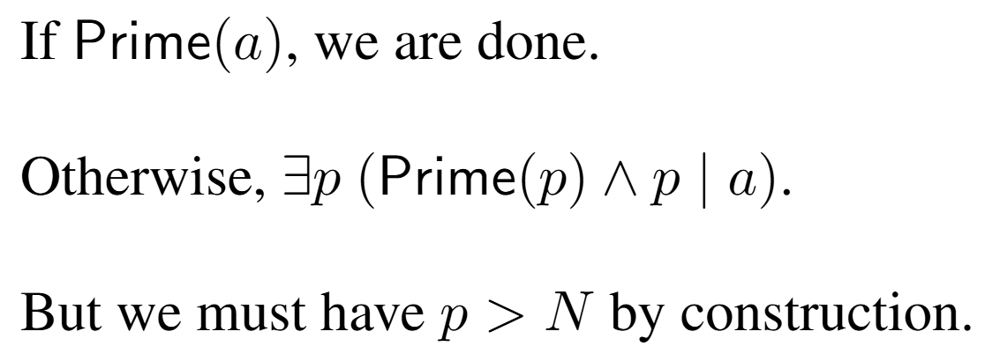 If Prime(a), we are done.
Otherwise, ∃p (Prime(p) ∧ p | a).
But we must have p > N by construction.